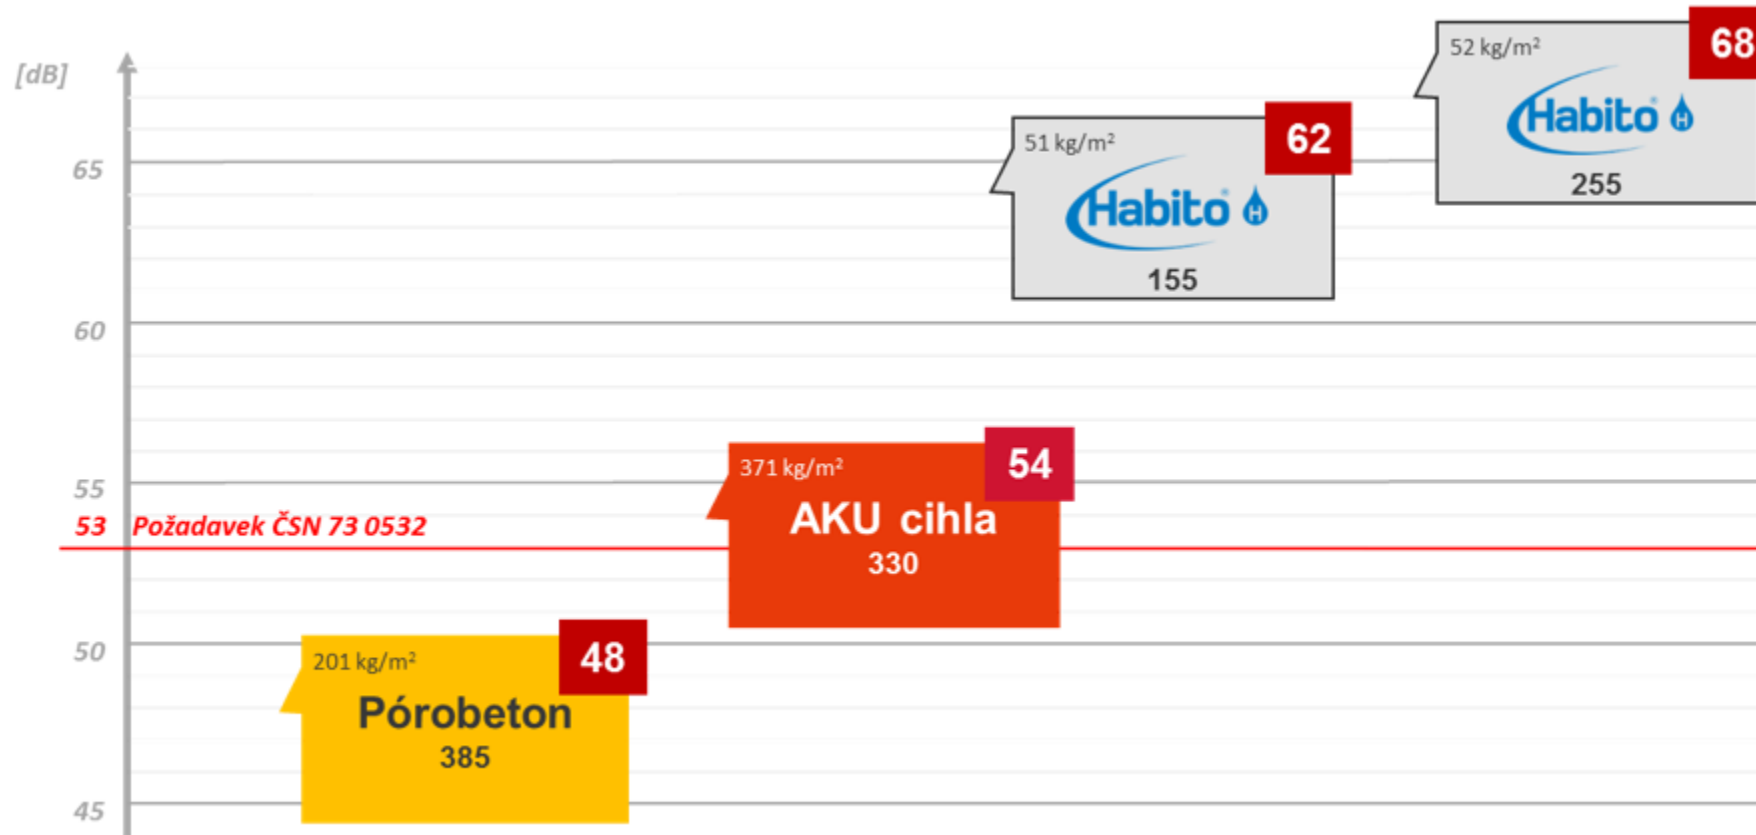 [dB]
52 kg/m²
68
Habito® H
255
51 kg/m²
62
Habito® H
155
65
60
371 kg/m²
54
AKU cihla
330
55
53 Požadavek ČSN 73 0532
50
201 kg/m²
48
Pórobeton
385
45